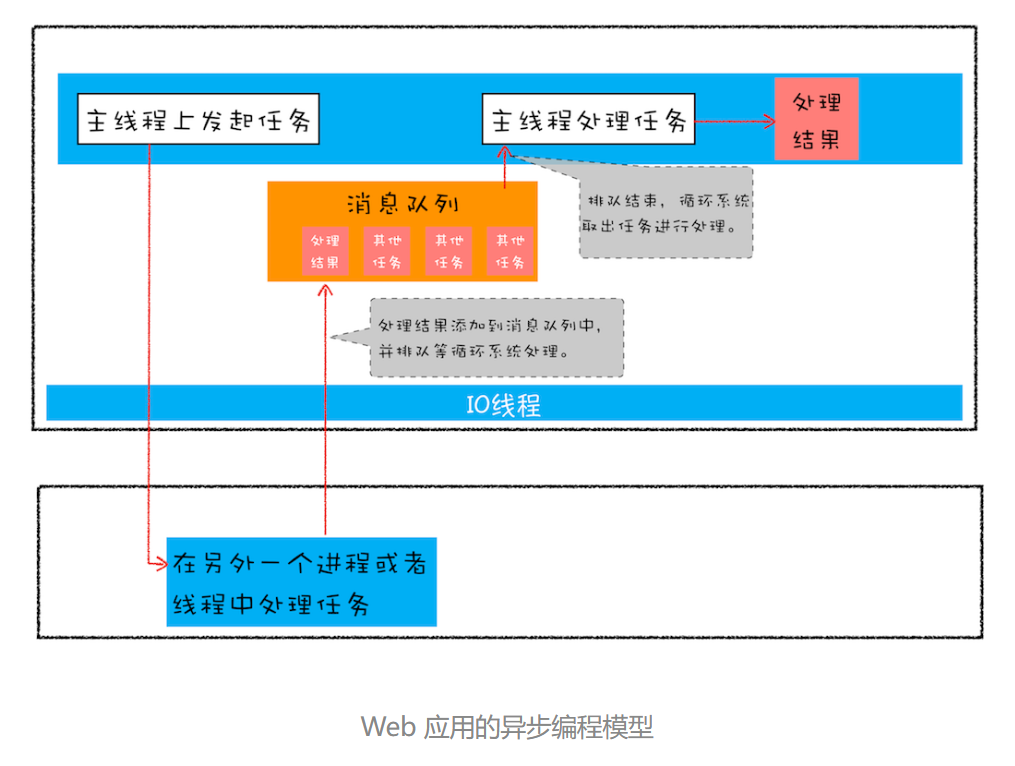 主线程上发起任务
主线程处理任务
处理
结果
消息队列
处理
结果
其他
任务
其他
任务
其他
任务
排队结束，循环系统
取出任务进行处理。
处理结果添加到消息队列中，
并排队等循环系统处理。
IO线程
在另外一个进程或者
线程中处理任务
Web 应用的异步编程模型